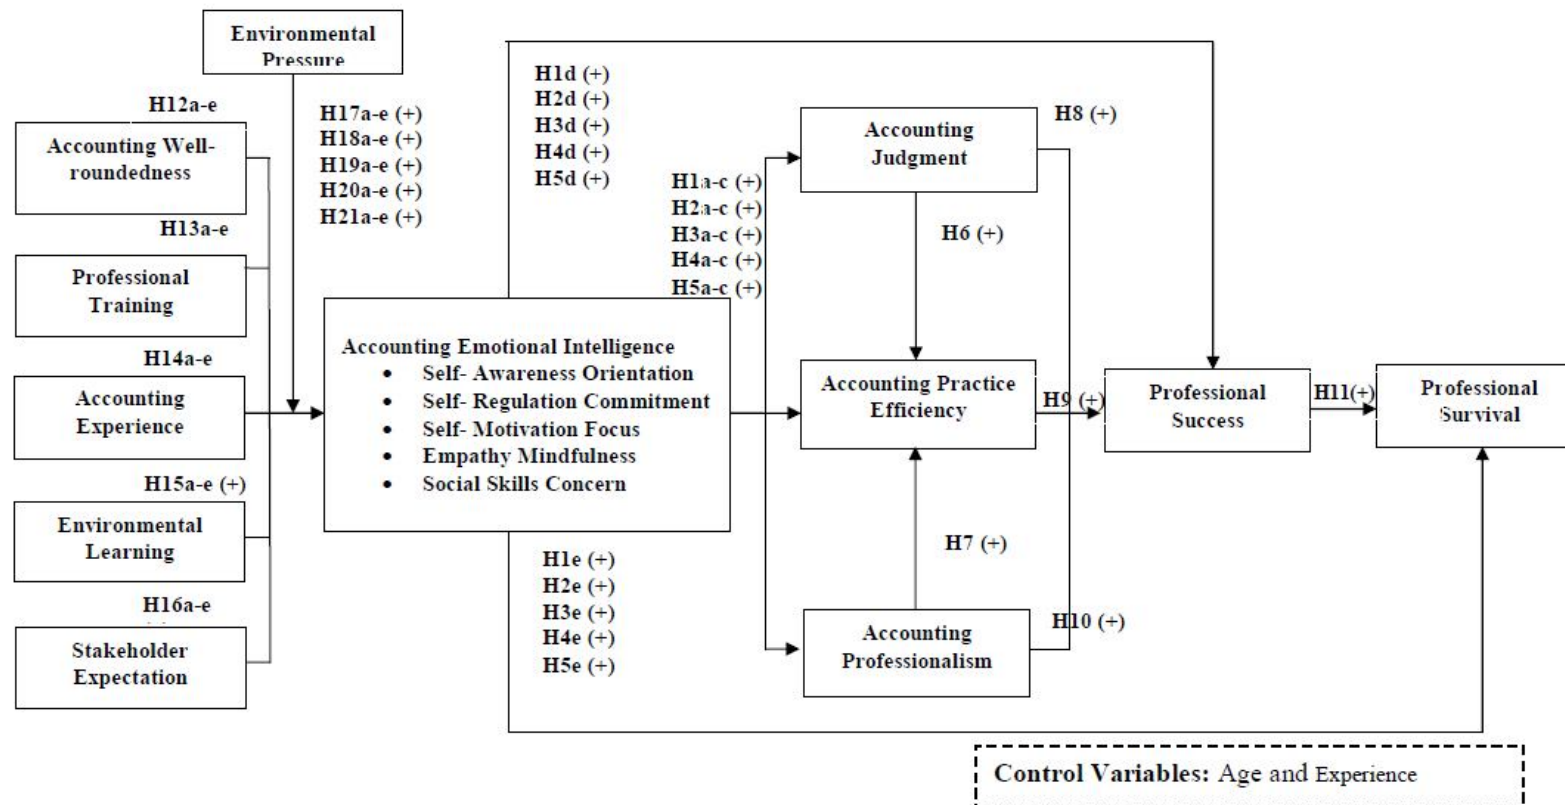 Environmental
Pressure
H12a-e
Accounting Well-
roundedness
H13a-e
Professional
Training
H14a-e
Accounting
Experience
H15a-e (+)
Environmental
Learning
H16a-e
Stakeholder
Expectation
H17a-e (+)
H18a-e (+)
H19a-e (+)
H20a-e (+)
H21a-e (+)
Accounting Emotional Intelligence
• Self- Awareness Orientation
• Self- Regulation Commitment
• Self- Motivation Focus
• Empathy Mindfulness
• Social Skills Concern
H1d (+)
H2d (+)
H3d (+)
H4d (+)
H5d (+)
H1a-c (+)
H2a-c (+)
H3a-c (+)
H4a-c (+)
H5a-c (+)
H1e (+)
H2e (+)
H3e (+)
H4e (+)
H5e (+)
Accounting
Judgment
H8 (+)
H6 (+)
Accounting Practice
Efficiency
H9 (+)
H7 (+)
Accounting
Professionalism
H10 (+)
Professional
Success
H11(+)
Professional
Survival
Control Variables: Age and Experience